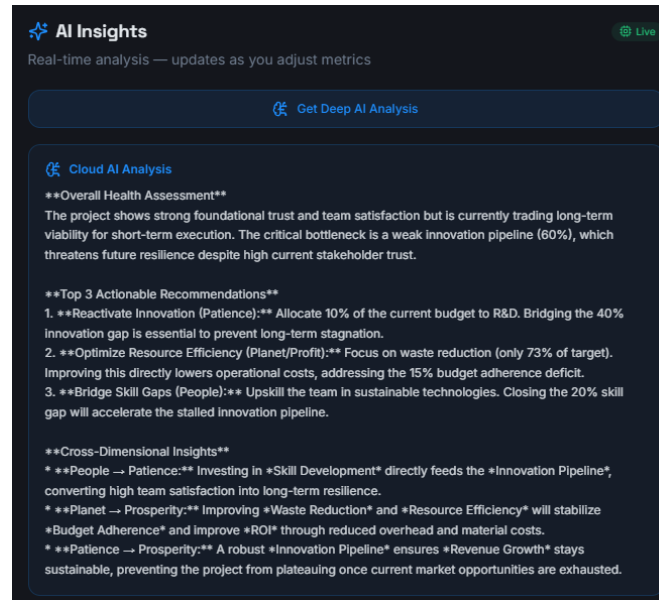 AI Insights
Live
Real-time analysis — updates as you adjust metrics
Get Deep AI Analysis
Cloud AI Analysis
**Overall Health Assessment**
The project shows strong foundational trust and team satisfaction but is currently trading long-term
viability for short-term execution. The critical bottleneck is a weak innovation pipeline (60%), which
threatens future resilience despite high current stakeholder trust.
**Top 3 Actionable Recommendations**
1. **Reactivate Innovation (Patience):** Allocate 10% of the current budget to R&D. Bridging the 40%
innovation gap is essential to prevent long-term stagnation.
2. **Optimize Resource Efficiency (Planet/Profit):** Focus on waste reduction (only 73% of target).
Improving this directly lowers operational costs, addressing the 15% budget adherence deficit.
3. **Bridge Skill Gaps (People):** Upskill the team in sustainable technologies. Closing the 20% skill
gap will accelerate the stalled innovation pipeline.
**Cross-Dimensional Insights**
* **People → Patience:** Investing in *Skill Development* directly feeds the *Innovation Pipeline*,
converting high team satisfaction into long-term resilience.
* **Planet → Prosperity:** Improving *Waste Reduction* and *Resource Efficiency* will stabilize
*Budget Adherence* and improve *ROI* through reduced overhead and material costs.
* **Patience → Prosperity:** A robust *Innovation Pipeline* ensures *Revenue Growth* stays
sustainable, preventing the project from plateauing once current market opportunities are exhausted.